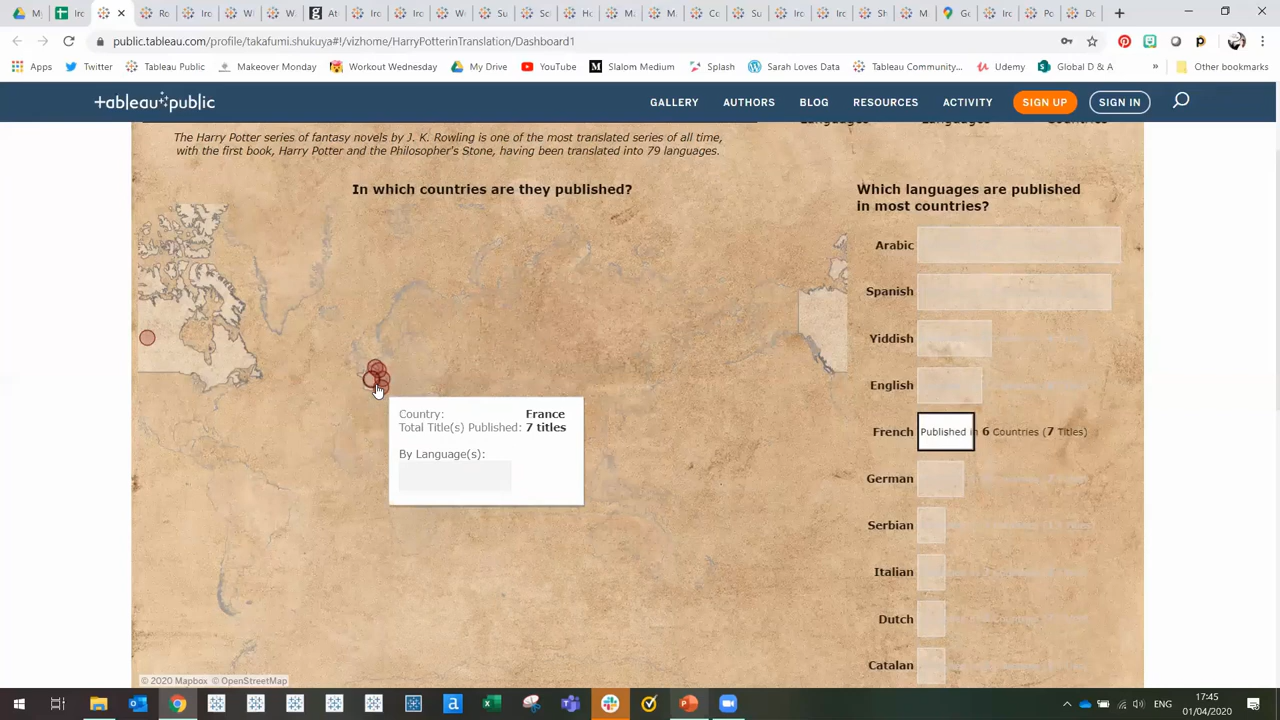 Iro
public.tableau.com/profile/takafumi.shukuya#!/vizhome/HarryPotterinTranslation/Dashboard1
Apps Twitter Tableau Public Makeover Monday Workout Wednesday My Drive YouTube Slalom Medium Splash Sarah Loves Data Tableau Community... Udemy Global D & A » Other bookmarks
+ableau+public GALLERY AUTHORS BLOG RESOURCES ACTIVITY SIGN UP SIGN IN
Languages Languages Countries
The Harry Potter series of fantasy novels by J. K. Rowling is one of the most translated series of all time,
with the first book, Harry Potter and the Philosopher's Stone, having been translated into 79 languages.
In which countries are they published?
Which languages are published
in most countries?
Arabic
Spanish
Yiddish
English
French Published in 6 Countries (7 Titles)
German
Serbian
Italian
Dutch
Catalan
Country: France
Total Title(s) Published: 7 titles
By Language(s):
© 2020 Mapbox © OpenStreetMap
ENG
17:45
01/04/2020